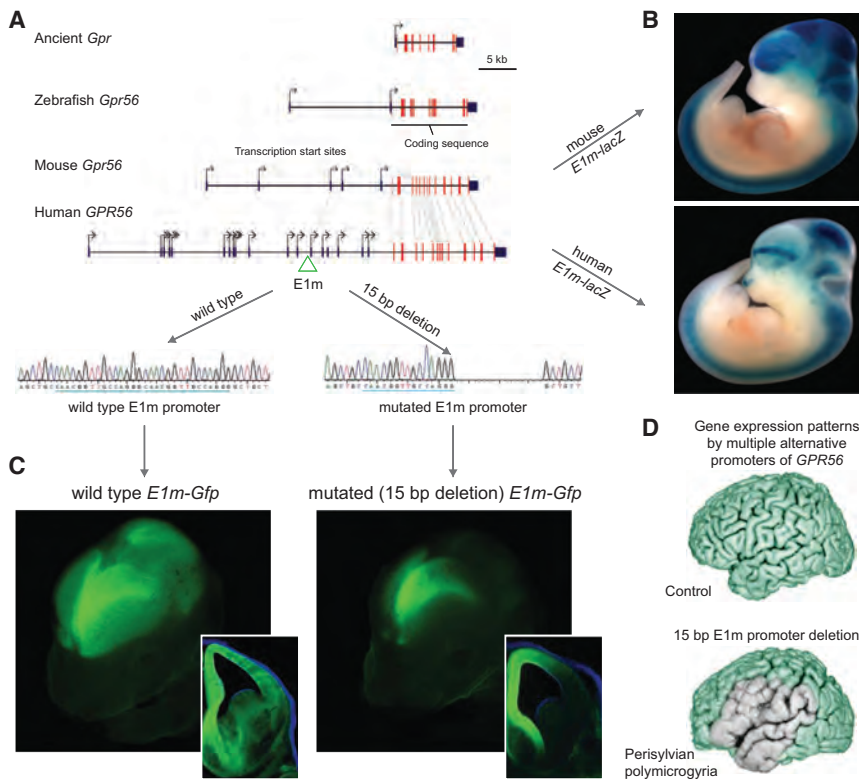 A
Ancient Gpr
5 kb
Zebrafish Gpr56
Coding sequence
Transcription start sites
Mouse Gpr56
Human GPR56
E1m
wild type
15 bp deletion
wild type E1m promoter
mutated E1m promoter
mouse
E1m-lacZ
human
E1m-lacZ
B
C
wild type E1m-Gfp
mutated (15 bp deletion) E1m-Gfp
D
Gene expression patterns
by multiple alternative
promoters of GPR56
Control
15 bp E1m promoter deletion
Perisylvian
polymicrogyria